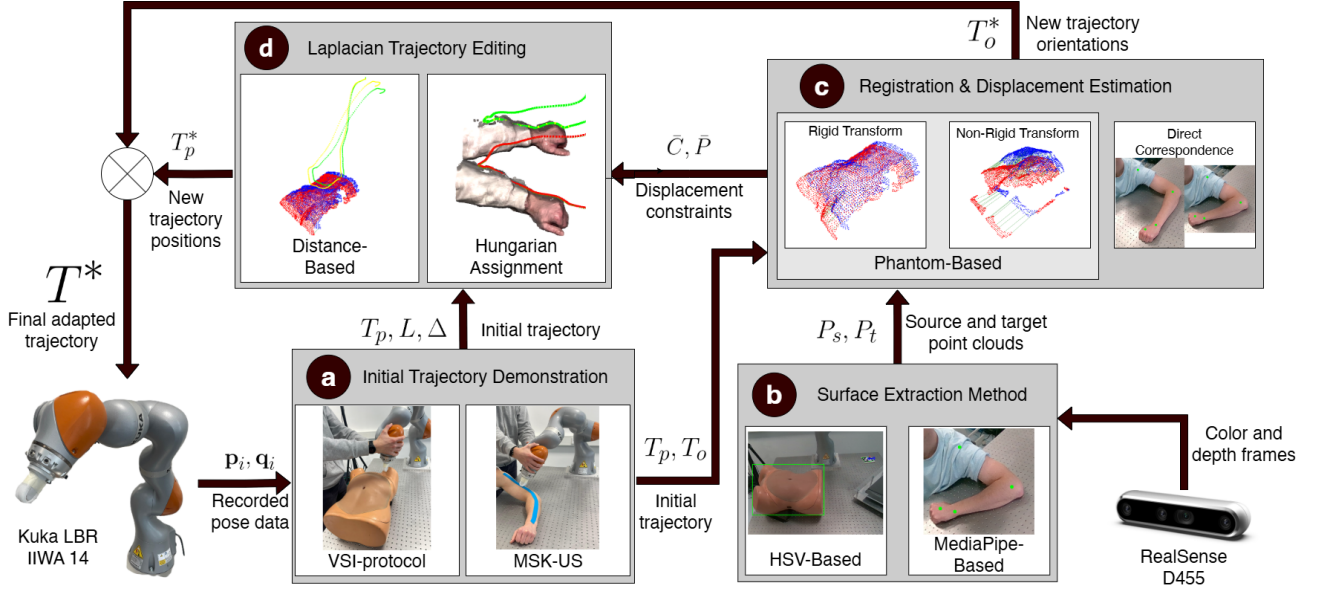 d
Laplacian Trajectory Editing
Distance-
Based
Hungarian
Assignment
T_o^*
New trajectory
orientations
c
Registration & Displacement Estimation
Rigid Transform
Non-Rigid Transform
Direct
Correspondence
Phantom-Based
T_p^*
New
trajectory
positions
C̄, P̄
Displacement
constraints
T^*
Final adapted
trajectory
T_p, L, Δ
Initial trajectory
P_s, P_t
Source and target
point clouds
a
Initial Trajectory Demonstration
VSI-protocol
MSK-US
b
Surface Extraction Method
HSV-Based
MediaPipe-
Based
T_p, T_o
Initial
trajectory
p_i, q_i
Recorded
pose data
Kuka LBR
IIWA 14
Color and
depth frames
RealSense
D455